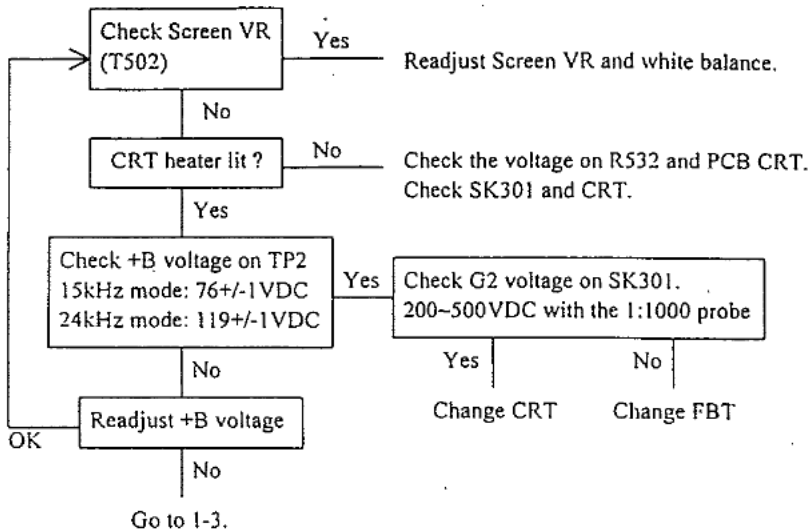 Check Screen VR
(T502)
Yes
Readjust Screen VR and white balance.
No
CRT heater lit ?
No
Check the voltage on R532 and PCB CRT.
Check SK301 and CRT.
Yes
Check +B voltage on TP2
15kHz mode: 76+/-1VDC
24kHz mode: 119+/-1VDC
Yes
Check G2 voltage on SK301.
200~500VDC with the 1:1000 probe
No
Yes
No
Readjust +B voltage
Change CRT
Change FBT
OK
No
Go to 1-3.